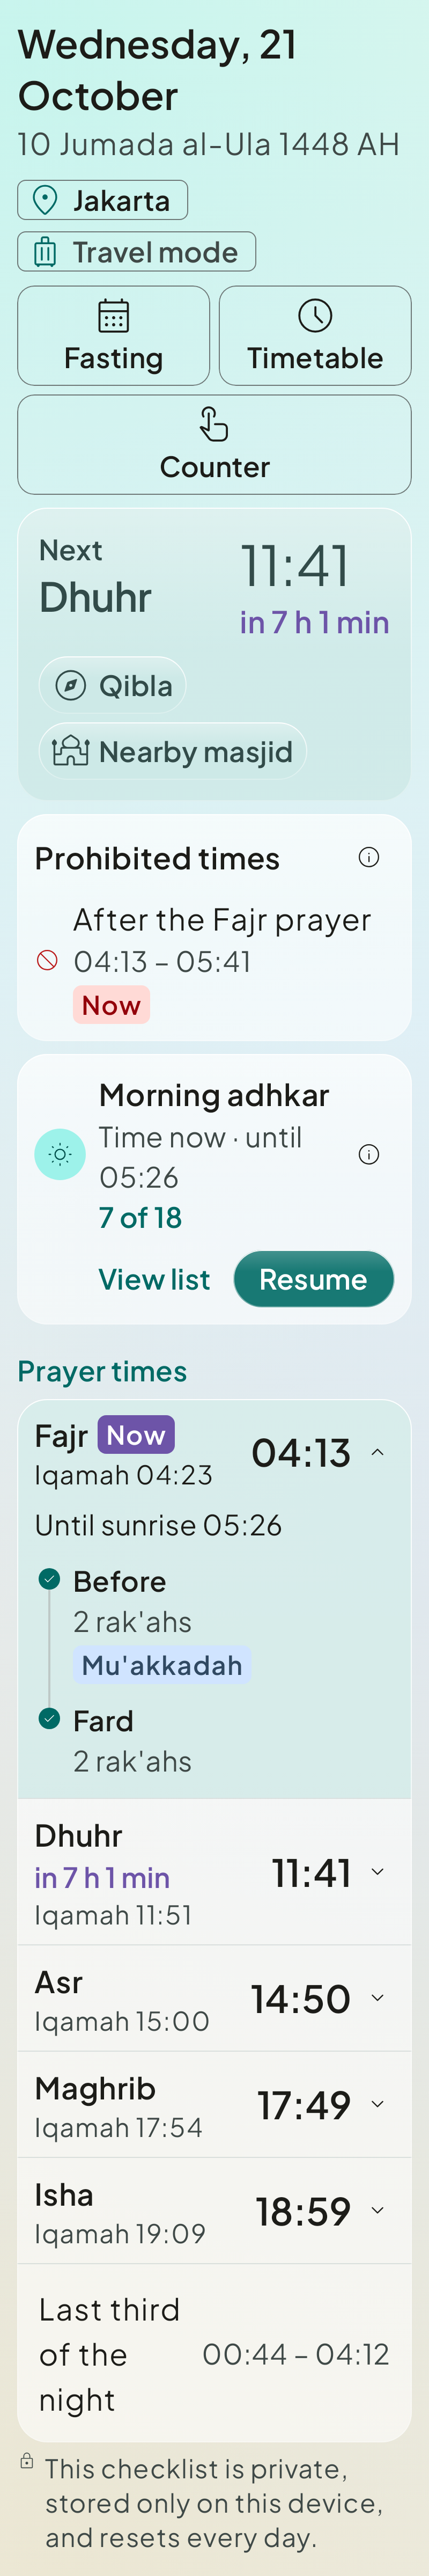 Wednesday, 21
October
10 Jumada al-Ula 1448 AH
Jakarta
Travel mode
Fasting
Timetable
Counter
Next
Dhuhr
11:41
in 7 h 1 min
Qibla
Nearby masjid
Prohibited times
After the Fajr prayer
04:13 – 05:41
Now
Morning adhkar
Time now · until
05:26
7 of 18
View list
Resume
Prayer times
Fajr Now
Iqamah 04:23
04:13
Until sunrise 05:26
Before
2 rak'ahs
Mu'akkadah
Fard
2 rak'ahs
Dhuhr
in 7 h 1 min
Iqamah 11:51
11:41
Asr
Iqamah 15:00
14:50
Maghrib
Iqamah 17:54
17:49
Isha
Iqamah 19:09
18:59
Last third
of the
night
00:44 – 04:12
This checklist is private,
stored only on this device,
and resets every day.